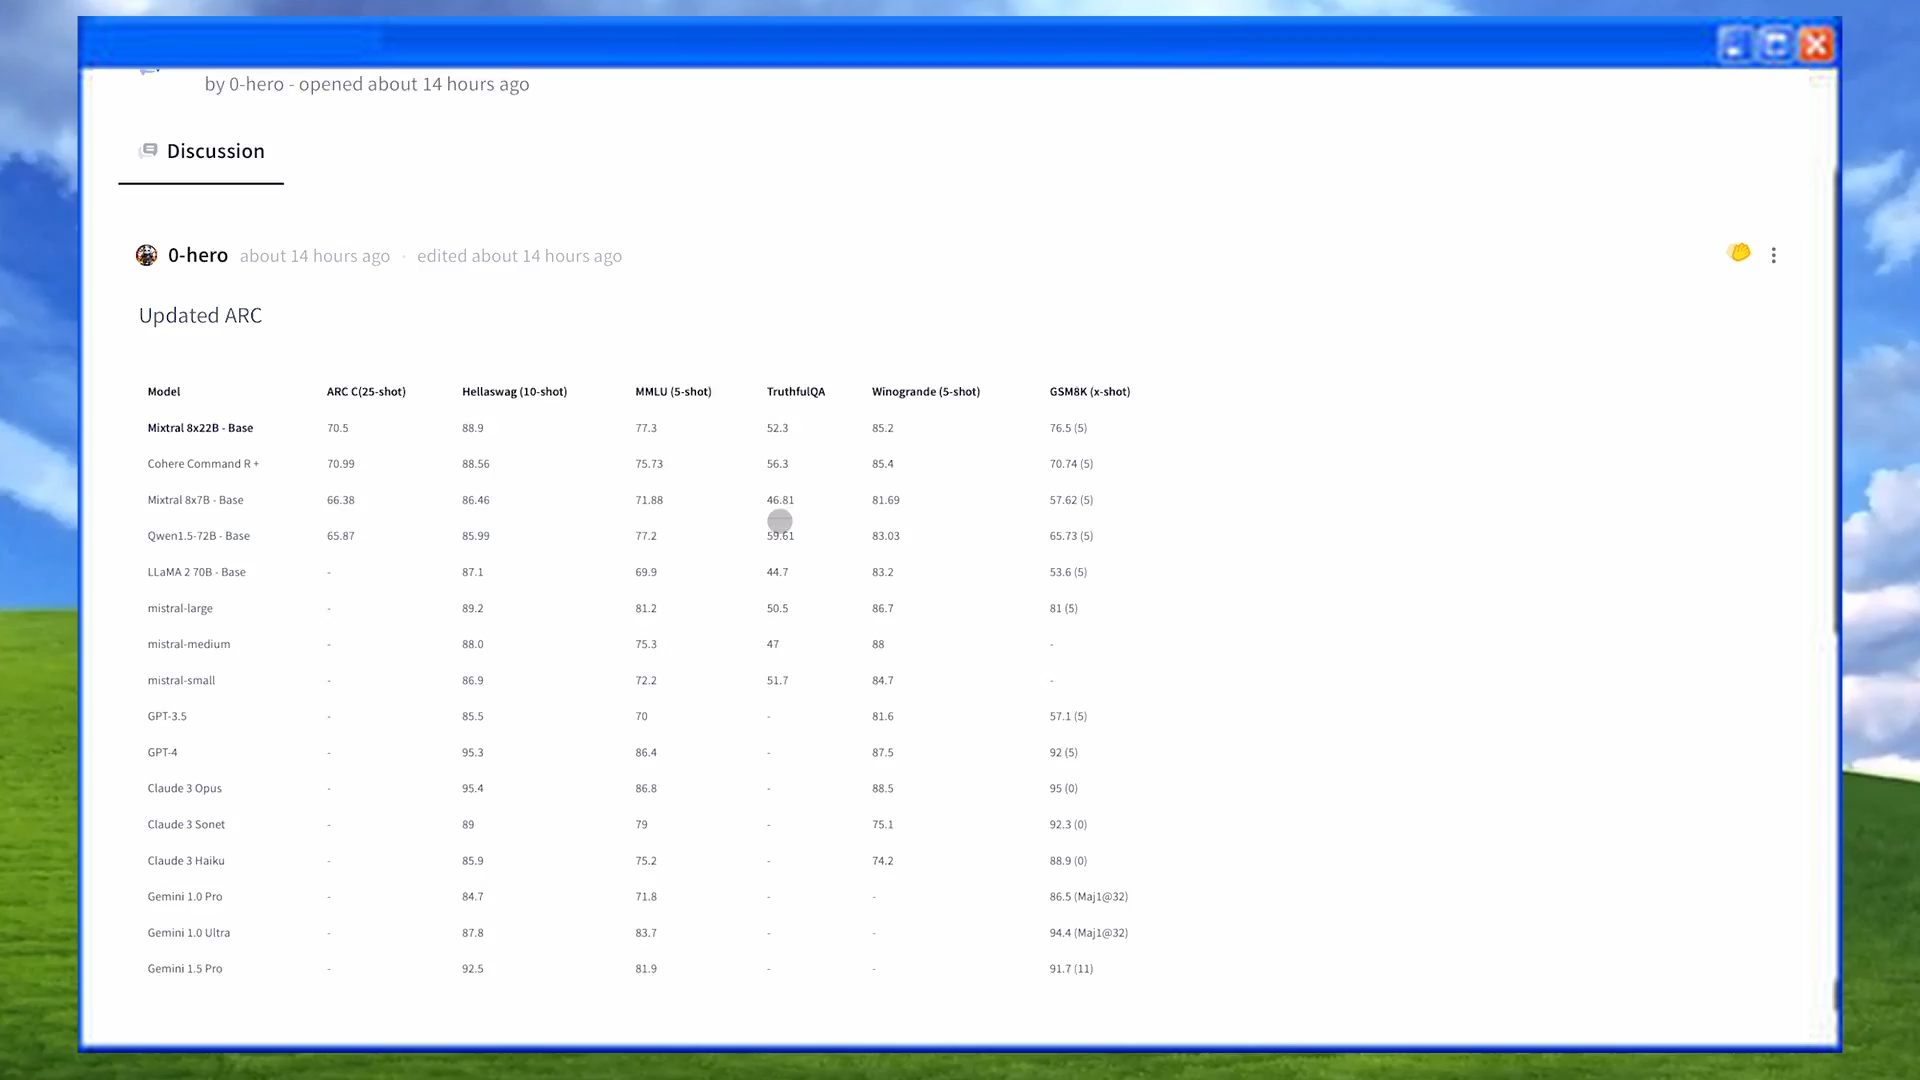 by 0-hero - opened about 14 hours ago
Discussion
0-hero about 14 hours ago · edited about 14 hours ago
Updated ARC
Model ARC C(25-shot) Hellaswag (10-shot) MMLU (5-shot) TruthfulQA Winogrande (5-shot) GSM8K (x-shot)
Mixtral 8x22B - Base 70.5 88.9 77.3 52.3 85.2 76.5 (5)
Cohere Command R + 70.99 88.56 75.73 56.3 85.4 70.74 (5)
Mixtral 8x7B - Base 66.38 86.46 71.88 46.81 81.69 57.62 (5)
Qwen1.5-72B - Base 65.87 85.99 77.2 59.61 83.03 65.73 (5)
LLaMA 2 70B - Base - 87.1 69.9 44.7 83.2 53.6 (5)
mistral-large - 89.2 81.2 50.5 86.7 81 (5)
mistral-medium - 88.0 75.3 47 88 -
mistral-small - 86.9 72.2 51.7 84.7 -
GPT-3.5 - 85.5 70 - 81.6 57.1 (5)
GPT-4 - 95.3 86.4 - 87.5 92 (5)
Claude 3 Opus - 95.4 86.8 - 88.5 95 (0)
Claude 3 Sonet - 89 79 - 75.1 92.3 (0)
Claude 3 Haiku - 85.9 75.2 - 74.2 88.9 (0)
Gemini 1.0 Pro - 84.7 71.8 - - 86.5 (Maj1@32)
Gemini 1.0 Ultra - 87.8 83.7 - - 94.4 (Maj1@32)
Gemini 1.5 Pro - 92.5 81.9 - - 91.7 (11)